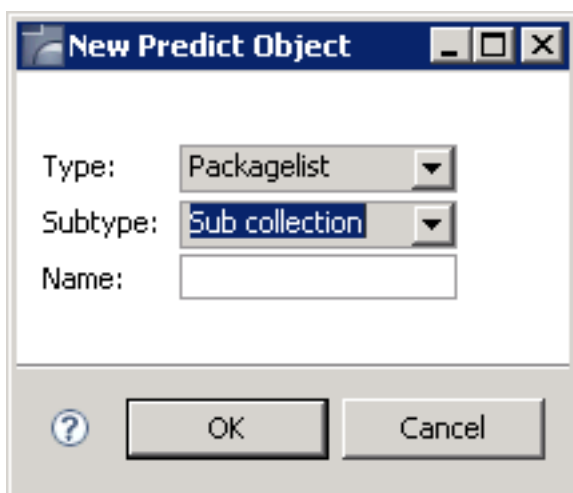 New Predict Object
Type: Packagelist
Subtype: Sub collection
Name:
OK Cancel